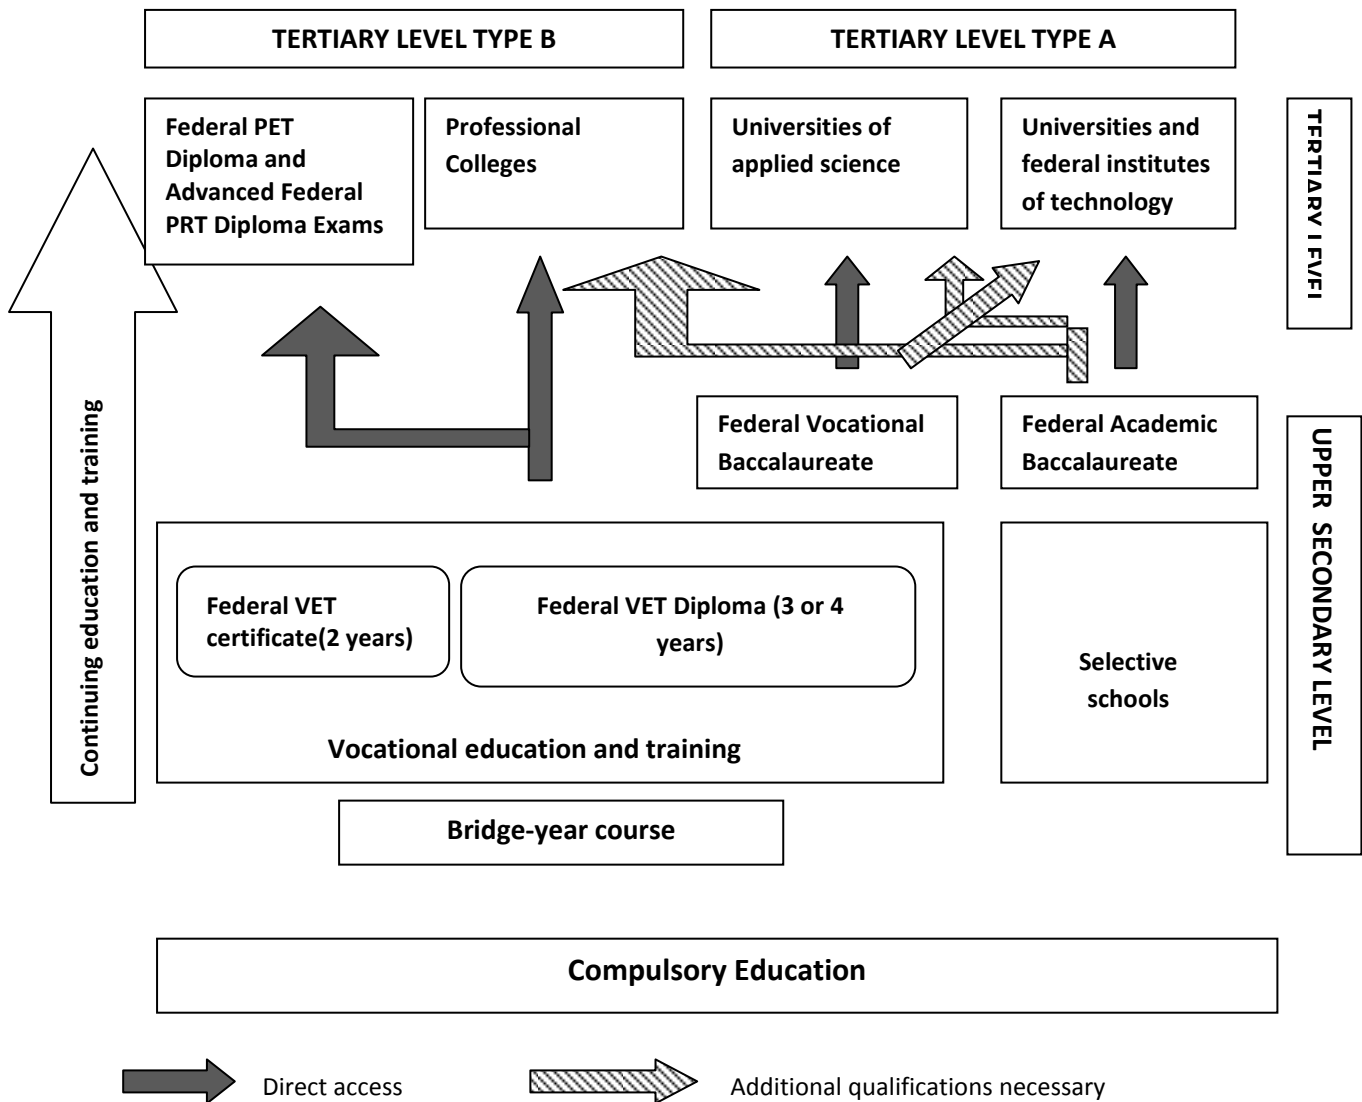 TERTIARY LEVEL TYPE B
TERTIARY LEVEL TYPE A
Federal PET
Diploma and
Advanced Federal
PRT Diploma Exams
Professional
Colleges
Universities of
applied science
Universities and
federal institutes
of technology
TERTIARY LEVEL
Continuing education and training
Federal Vocational
Baccalaureate
Federal Academic
Baccalaureate
UPPER SECONDARY LEVEL
Federal VET
certificate(2 years)
Federal VET Diploma (3 or 4
years)
Selective
schools
Vocational education and training
Bridge-year course
Compulsory Education
Direct access
Additional qualifications necessary